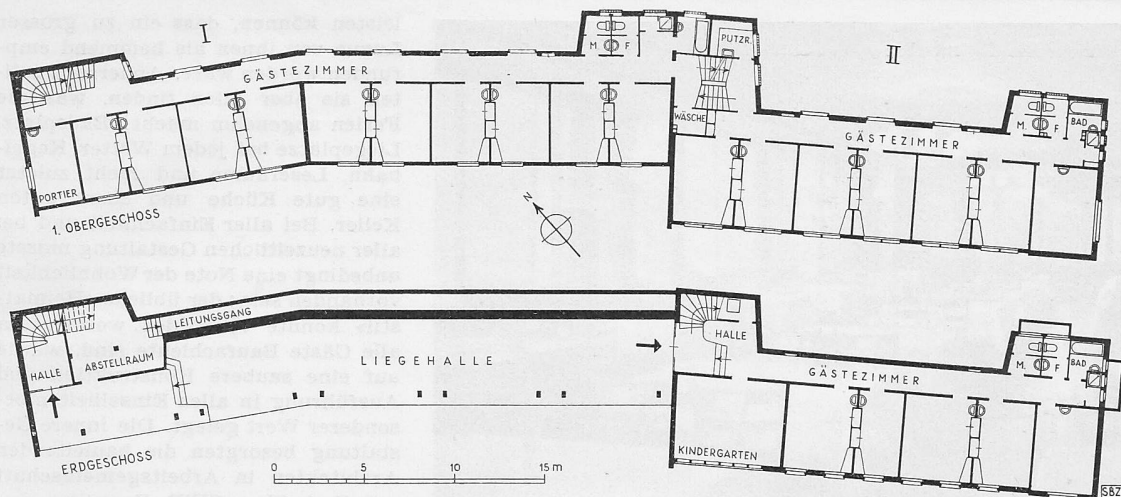 I
II
GÄSTEZIMMER
M. F.
PUTZR.
WÄSCHE
GÄSTEZIMMER
M. F. BAD
PORTIER
1. OBERGESCHOSS
N
LEITUNGSGANG
HALLE
ABSTELLRAUM
LIEGEHALLE
HALLE
GÄSTEZIMMER
M. F. BAD
KINDERGARTEN
ERDGESCHOSS
0 5 10 15 m
SBZ